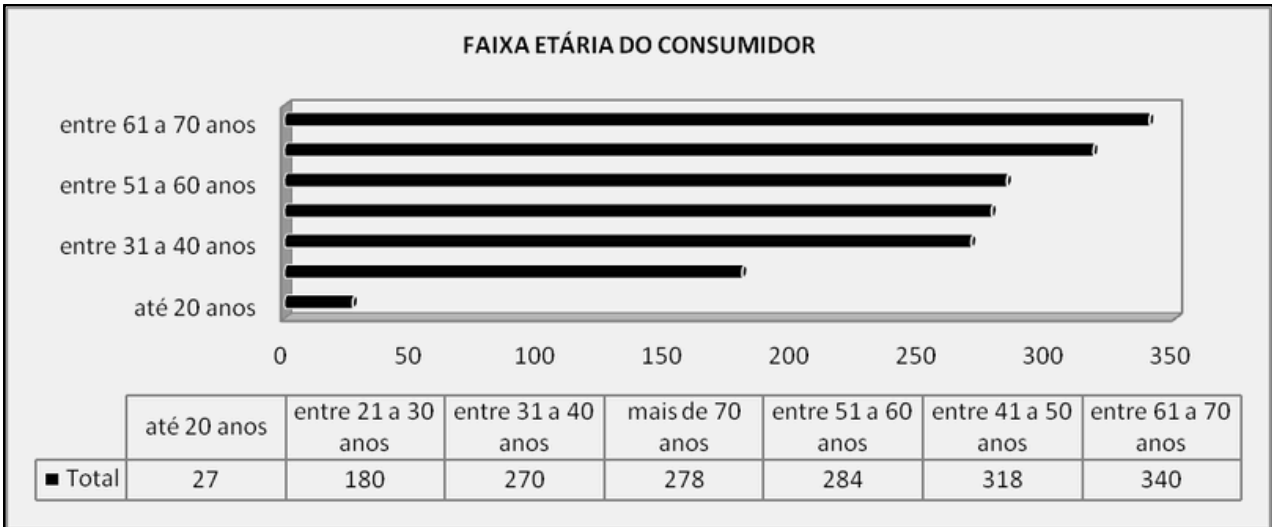 FAIXA ETÁRIA DO CONSUMIDOR
entre 61 a 70 anos
entre 51 a 60 anos
entre 31 a 40 anos
até 20 anos
0 50 100 150 200 250 300 350
até 20 anos entre 21 a 30 anos entre 31 a 40 anos mais de 70 anos entre 51 a 60 anos entre 41 a 50 anos entre 61 a 70 anos
Total 27 180 270 278 284 318 340